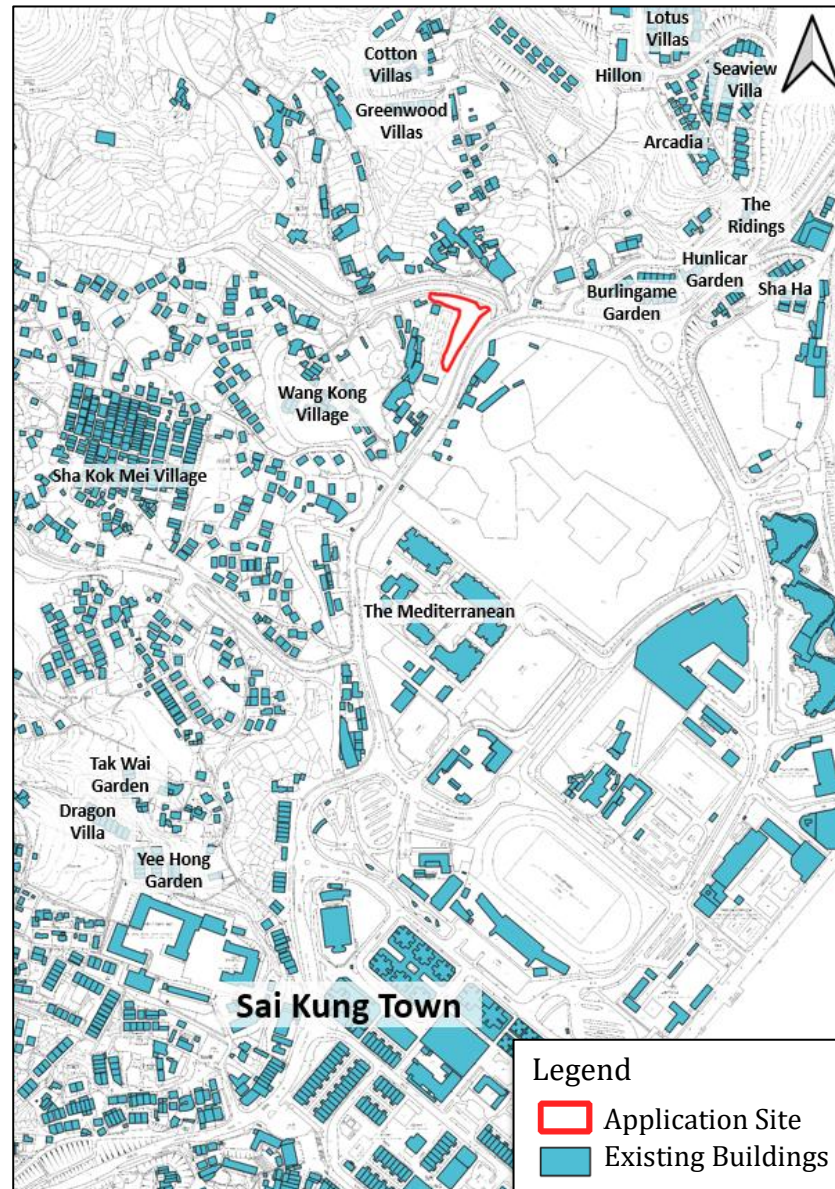 Lotus
Villas
Cotton
Villas
Hillon
Seaview
Villa
Greenwood
Villas
Arcadia
The
Ridings
Hunlicar
Garden
Burlingame
Garden
Sha Ha
Wang Kong
Village
Sha Kok Mei Village
The Mediterranean
Tak Wai
Garden
Dragon
Villa
Yee Hong
Garden
Sai Kung Town
Legend
Application Site
Existing Buildings